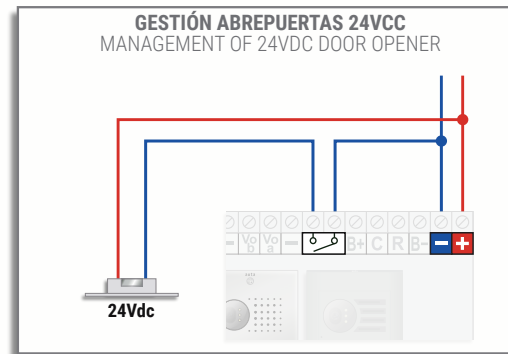 GESTIÓN ABREPUERTAS 24VCC
MANAGEMENT OF 24VDC DOOR OPENER
– Vo b Vo a – B+ C R B- – +
24Vdc